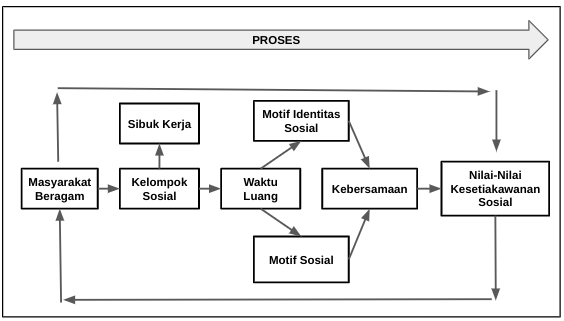 PROSES
Sibuk Kerja
Motif Identitas
Sosial
Masyarakat
Beragam
Kelompok
Sosial
Waktu
Luang
Kebersamaan
Nilai-Nilai
Kesetiakawanan
Sosial
Motif Sosial